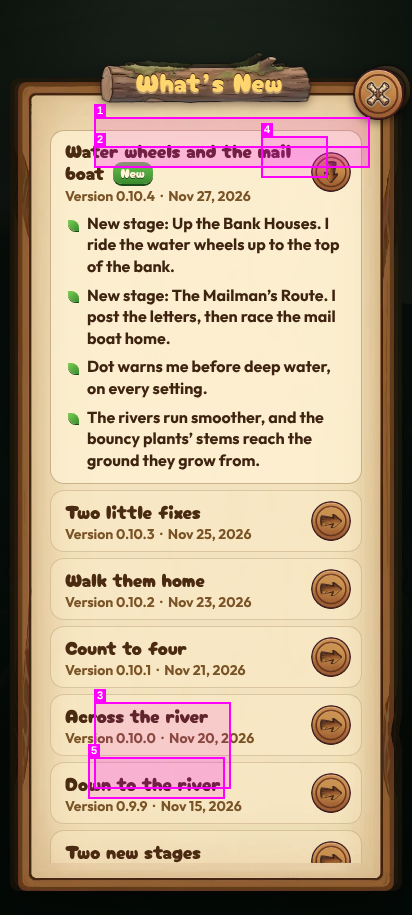 What's New
Water wheels and the mail
boat New
Version 0.10.4 · Nov 27, 2026
New stage: Up the Bank Houses. I
ride the water wheels up to the top
of the bank.
New stage: The Mailman's Route. I
post the letters, then race the mail
boat home.
Dot warns me before deep water,
on every setting.
The rivers run smoother, and the
bouncy plants' stems reach the
ground they grow from.
Two little fixes
Version 0.10.3 · Nov 25, 2026
Walk them home
Version 0.10.2 · Nov 23, 2026
Count to four
Version 0.10.1 · Nov 21, 2026
Across the river
Version 0.10.0 · Nov 20, 2026
Down to the river
Version 0.9.9 · Nov 15, 2026
Two new stages
1
2
4
3
5